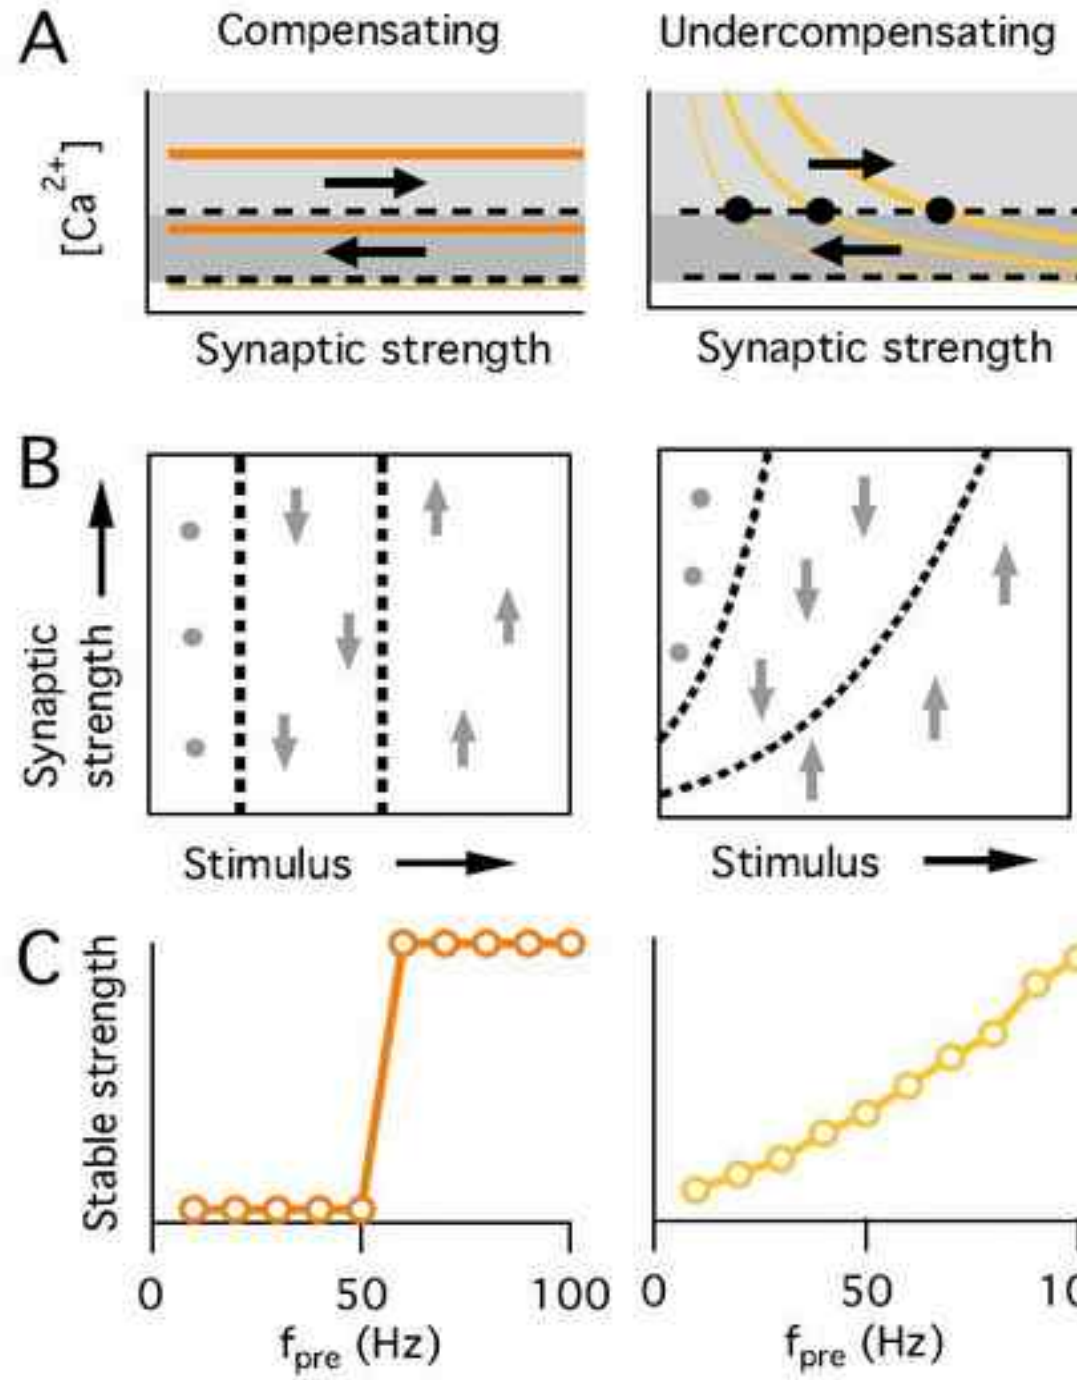 A
Compensating
Undercompensating
[Ca2+]
Synaptic strength
Synaptic strength
B
Synaptic
strength
Stimulus
Stimulus
C
Stable strength
0
50
100
0
50
10
fpre (Hz)
fpre (Hz)